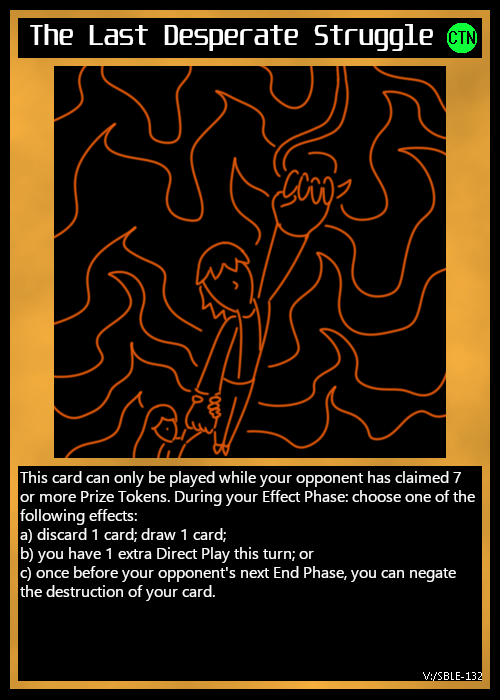 The Last Desperate Struggle CTN
This card can only be played while your opponent has claimed 7
or more Prize Tokens. During your Effect Phase: choose one of the
following effects:
a) discard 1 card; draw 1 card;
b) you have 1 extra Direct Play this turn; or
c) once before your opponent's next End Phase, you can negate
the destruction of your card.
V:/SBLE-132